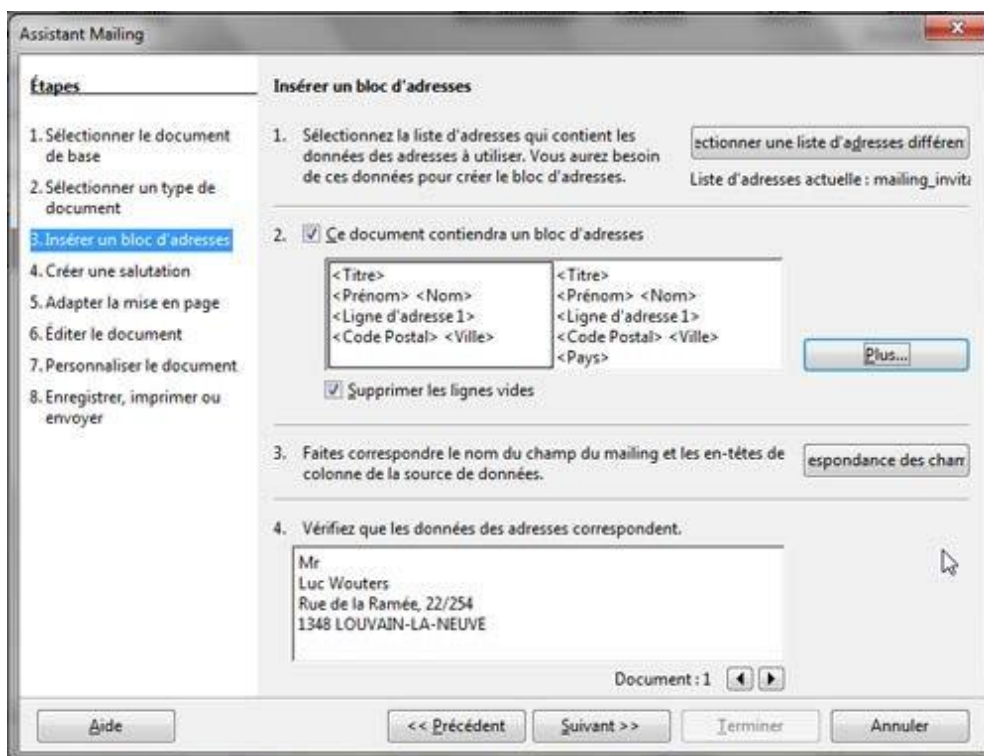 Assistant Mailing
Étapes
1. Sélectionner le document
de base
2. Sélectionner un type de
document
3. Insérer un bloc d'adresses
4. Créer une salutation
5. Adapter la mise en page
6. Éditer le document
7. Personnaliser le document
8. Enregistrer, imprimer ou
envoyer
Insérer un bloc d'adresses
1. Sélectionnez la liste d'adresses qui contient les
données des adresses à utiliser. Vous aurez besoin
de ces données pour créer le bloc d'adresses.
ectionner une liste d'adresses différen
Liste d'adresses actuelle : mailing_invita
2. Ce document contiendra un bloc d'adresses
<Titre>
<Prénom> <Nom>
<Ligne d'adresse 1>
<Code Postal> <Ville>
<Titre>
<Prénom> <Nom>
<Ligne d'adresse 1>
<Code Postal> <Ville>
<Pays>
Plus...
Supprimer les lignes vides
3. Faites correspondre le nom du champ du mailing et les en-têtes de
colonne de la source de données.
espondance des cham
4. Vérifiez que les données des adresses correspondent.
Mr
Luc Wouters
Rue de la Ramée, 22/254
1348 LOUVAIN-LA-NEUVE
Document : 1
Aide
<< Précédent
Suivant >>
Terminer
Annuler